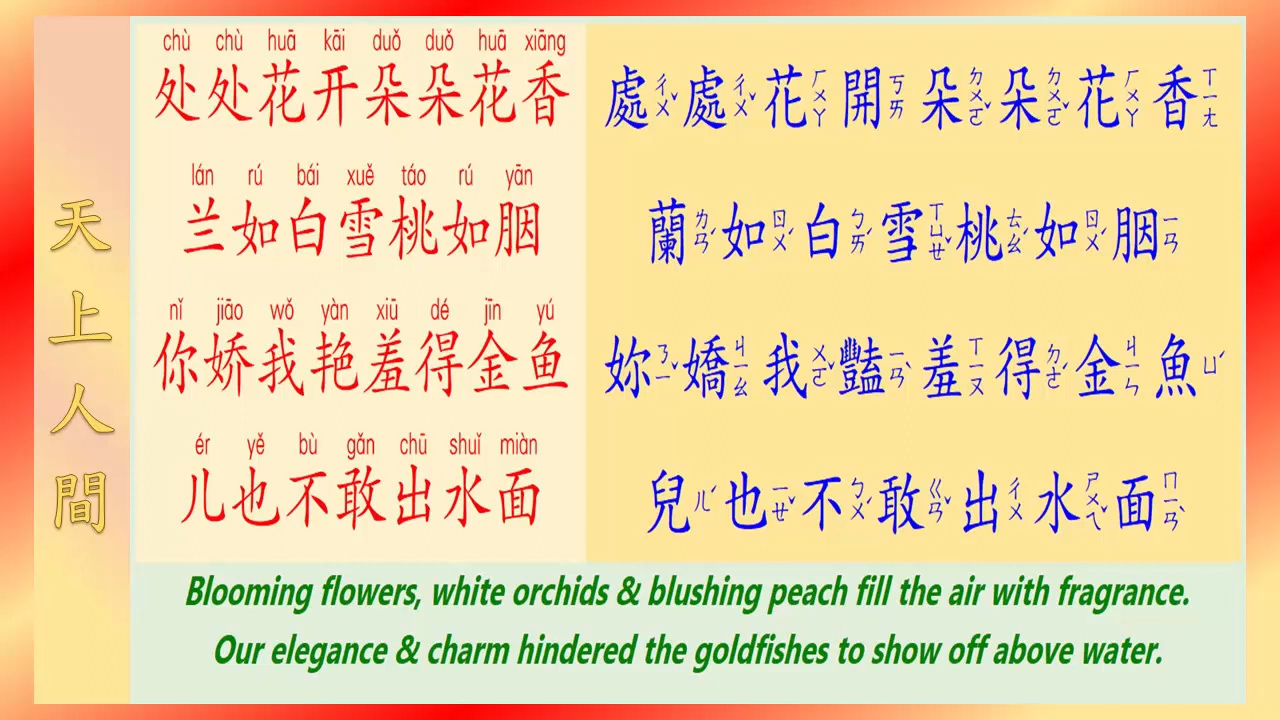 天上人間
chù chù huā kāi duǒ duǒ huā xiāng
处处花开朵朵花香
lán rú bái xuě táo rú yān
兰如白雪桃如胭
nǐ jiāo wǒ yàn xiū dé jīn yú
你娇我艳羞得金鱼
ér yě bù gǎn chū shuǐ miàn
儿也不敢出水面
處ㄔㄨˇ處ㄔㄨˇ花ㄏㄨㄚ開ㄎㄞ朵ㄉㄨㄛˇ朵ㄉㄨㄛˇ花ㄏㄨㄚ香ㄒㄧㄤ
蘭ㄌㄢˊ如ㄖㄨˊ白ㄅㄞˊ雪ㄒㄩㄝˇ桃ㄊㄠˊ如ㄖㄨˊ胭ㄧㄢ
妳ㄋㄧˇ嬌ㄐㄧㄠ我ㄨㄛˇ豔ㄧㄢˋ羞ㄒㄧㄡ得ㄉㄜˊ金ㄐㄧㄣ魚ㄩˊ
兒ㄦˊ也ㄧㄝˇ不ㄅㄨˊ敢ㄍㄢˇ出ㄔㄨ水ㄕㄨㄟˇ面ㄇㄧㄢˋ
Blooming flowers, white orchids & blushing peach fill the air with fragrance.
Our elegance & charm hindered the goldfishes to show off above water.